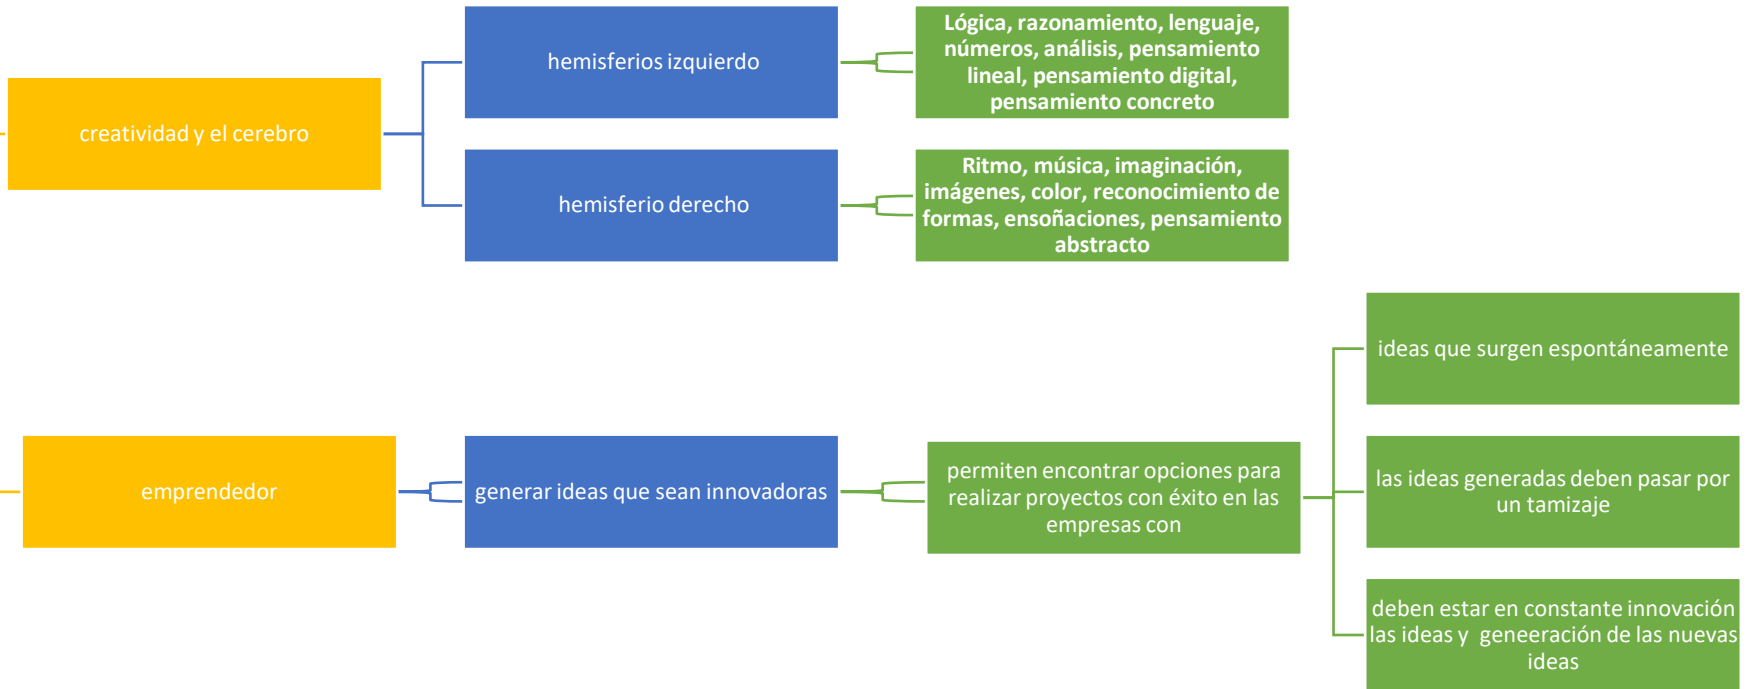 creatividad y el cerebro
hemisferios izquierdo
Lógica, razonamiento, lenguaje,
números, análisis, pensamiento
lineal, pensamiento digital,
pensamiento concreto
hemisferio derecho
Ritmo, música, imaginación,
imágenes, color, reconocimiento de
formas, ensoñaciones, pensamiento
abstracto
emprendedor
generar ideas que sean innovadoras
permiten encontrar opciones para
realizar proyectos con éxito en las
empresas con
ideas que surgen espontáneamente
las ideas generadas deben pasar por
un tamizaje
deben estar en constante innovación
las ideas y  geneeración de las nuevas
ideas